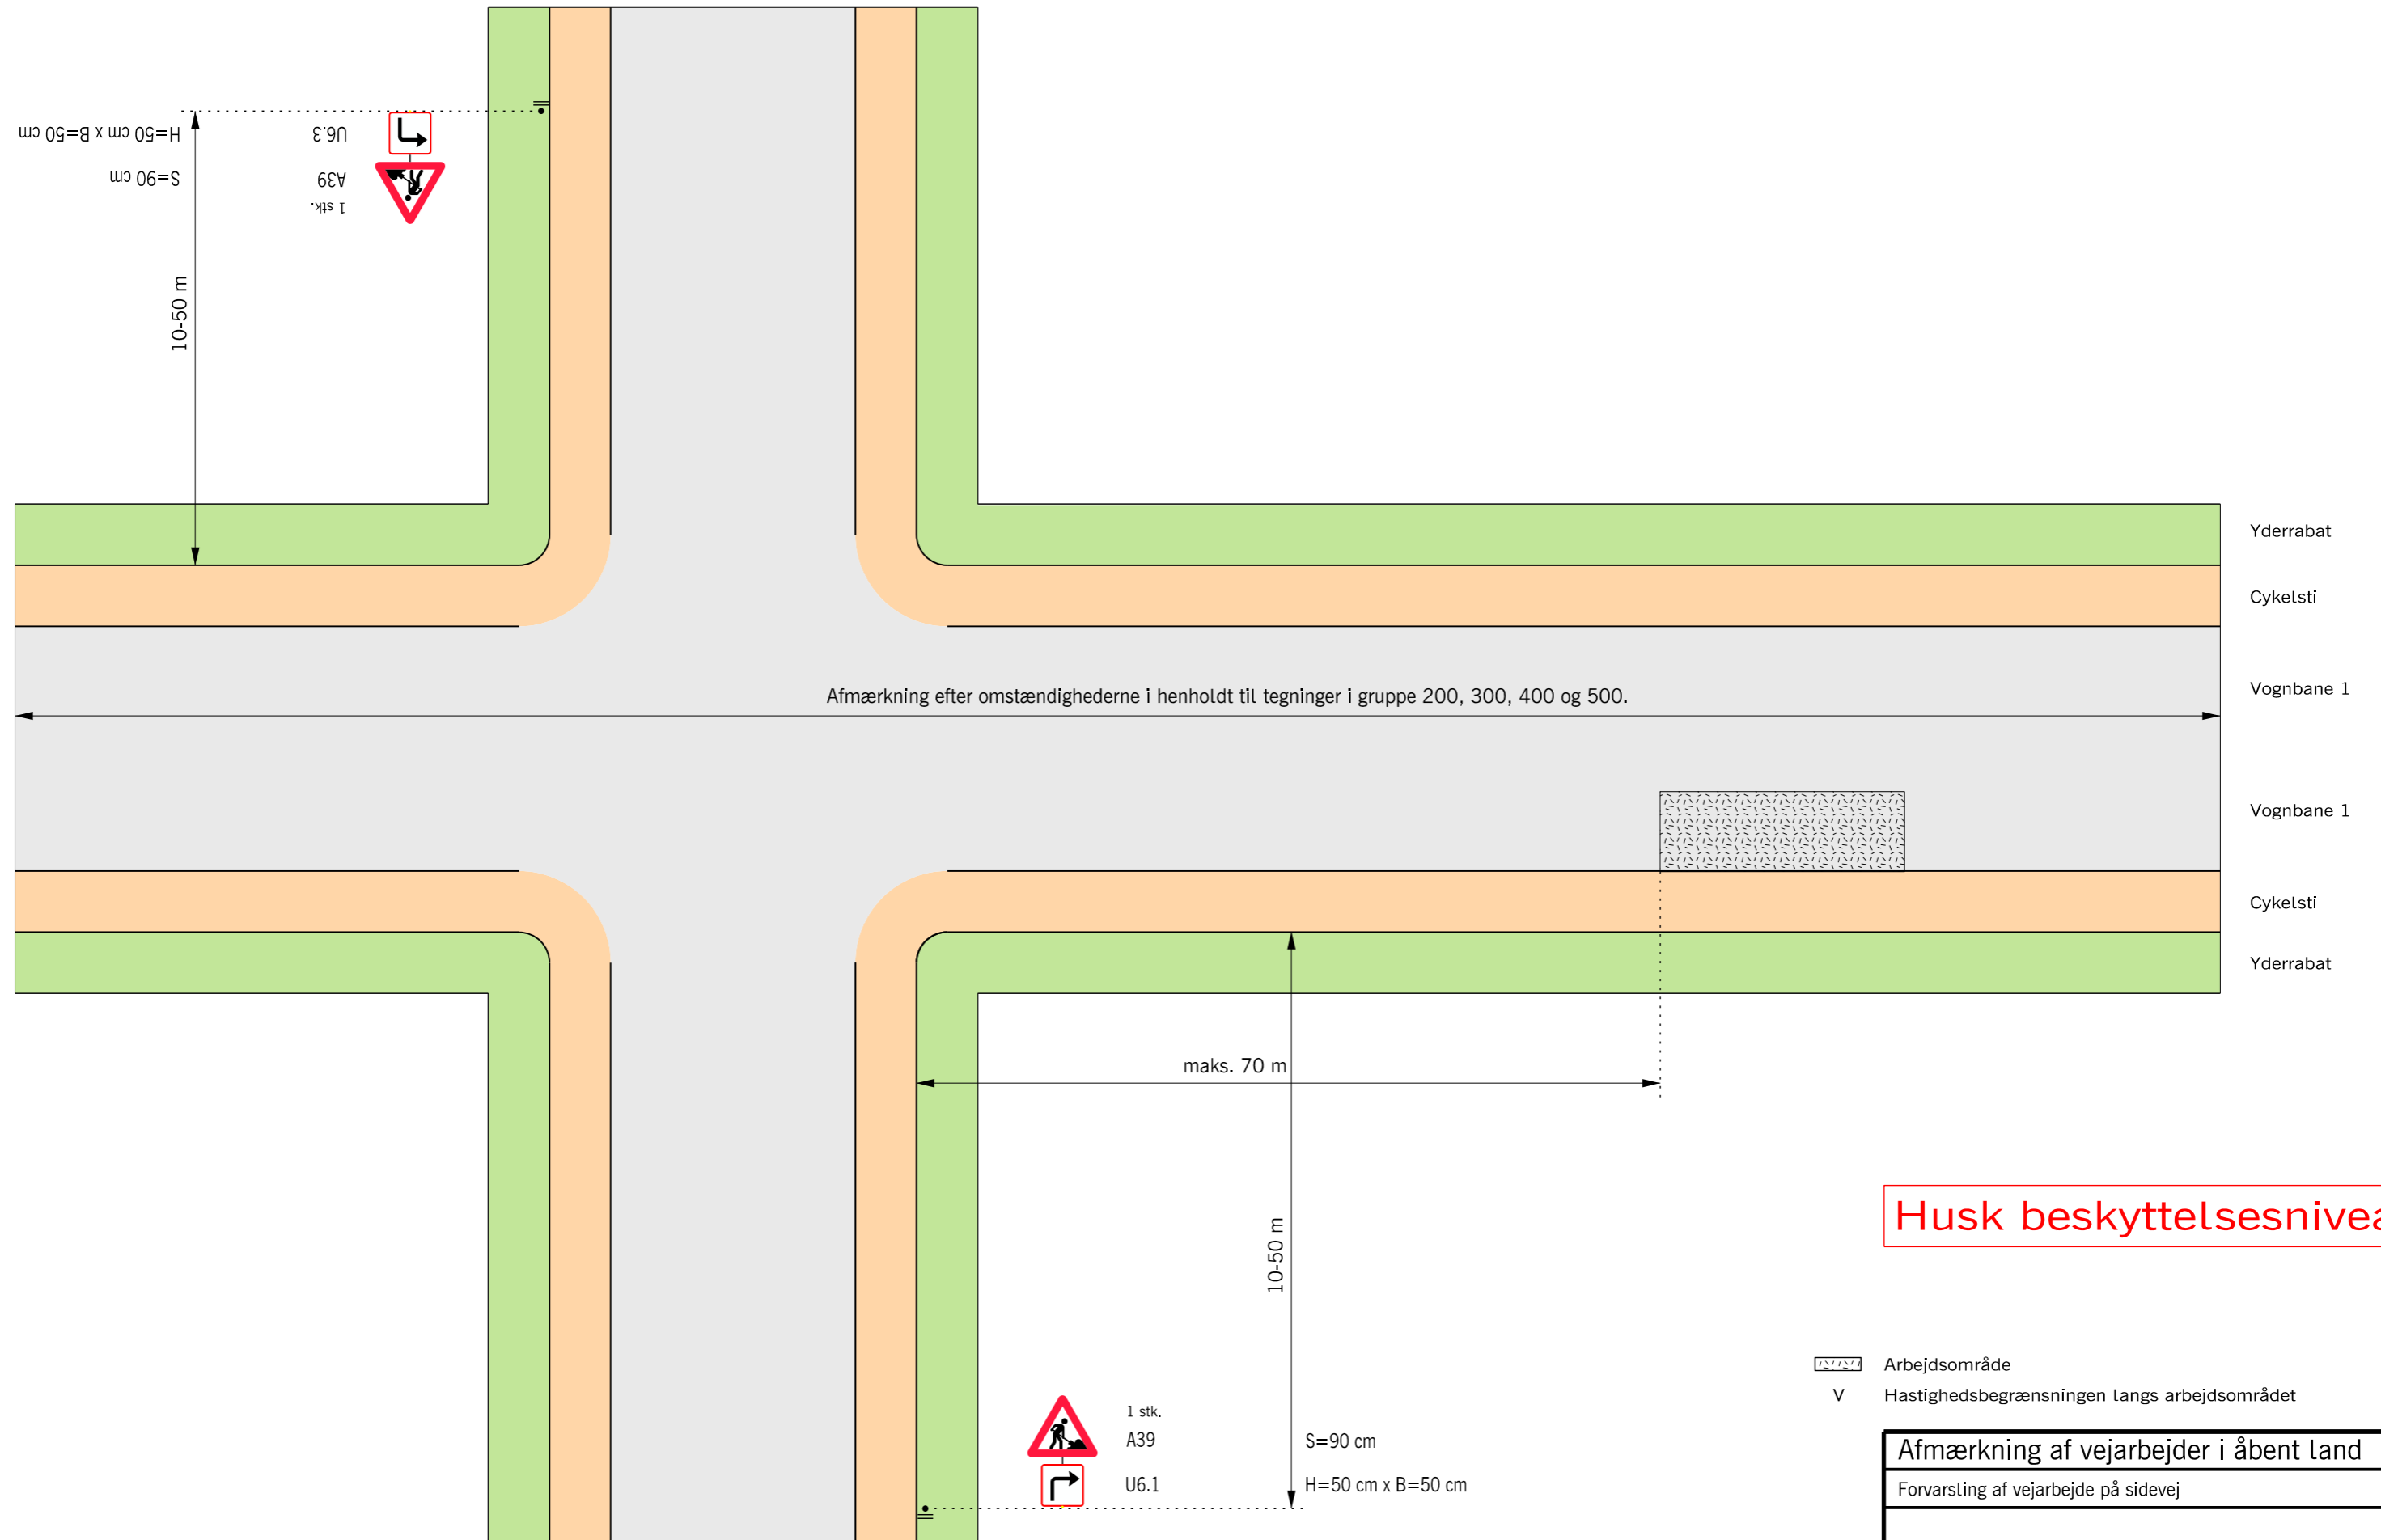 H=50 cm x B=50 cm
U6.3
S=90 cm
A39
1 stk.
10-50 m
Yderrabat
Cykelsti
Vognbane 1
Afmærkning efter omstændighederne i henholdt til tegninger i gruppe 200, 300, 400 og 500.
Vognbane 1
Cykelsti
Yderrabat
maks. 70 m
10-50 m
Husk beskyttelsesnivea
Arbejdsområde
V Hastighedsbegrænsningen langs arbejdsområdet
1 stk.
A39
S=90 cm
U6.1
H=50 cm x B=50 cm
Afmærkning af vejarbejder i åbent land
Forvarsling af vejarbejde på sidevej